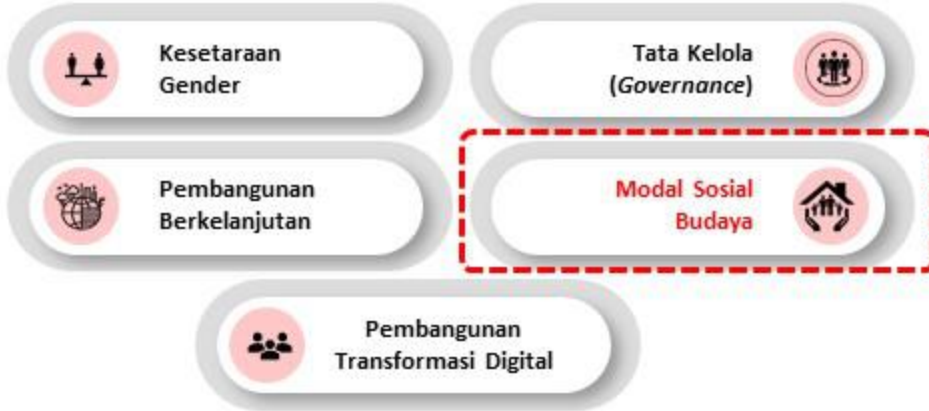 Kesetaraan
Gender
Tata Kelola
(Governance)
Pembangunan
Berkelanjutan
Modal Sosial
Budaya
Pembangunan
Transformasi Digital